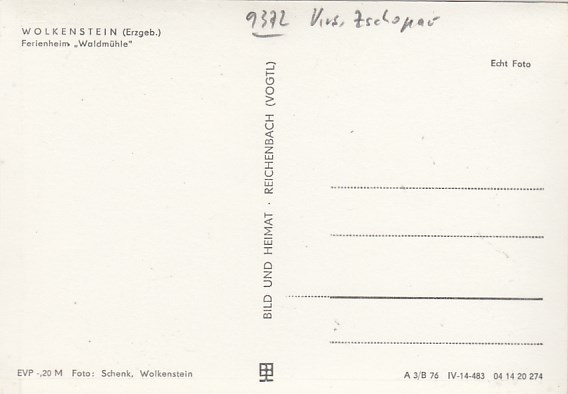 9372 Krs. Zschopau
WOLKENSTEIN (Erzgeb.)
Ferienheim „Waldmühle"
Echt Foto
BILD UND HEIMAT · REICHENBACH (VOGTL)
EVP -,20 M Foto: Schenk, Wolkenstein
A 3/B 76 IV-14-483 04 14 20 274